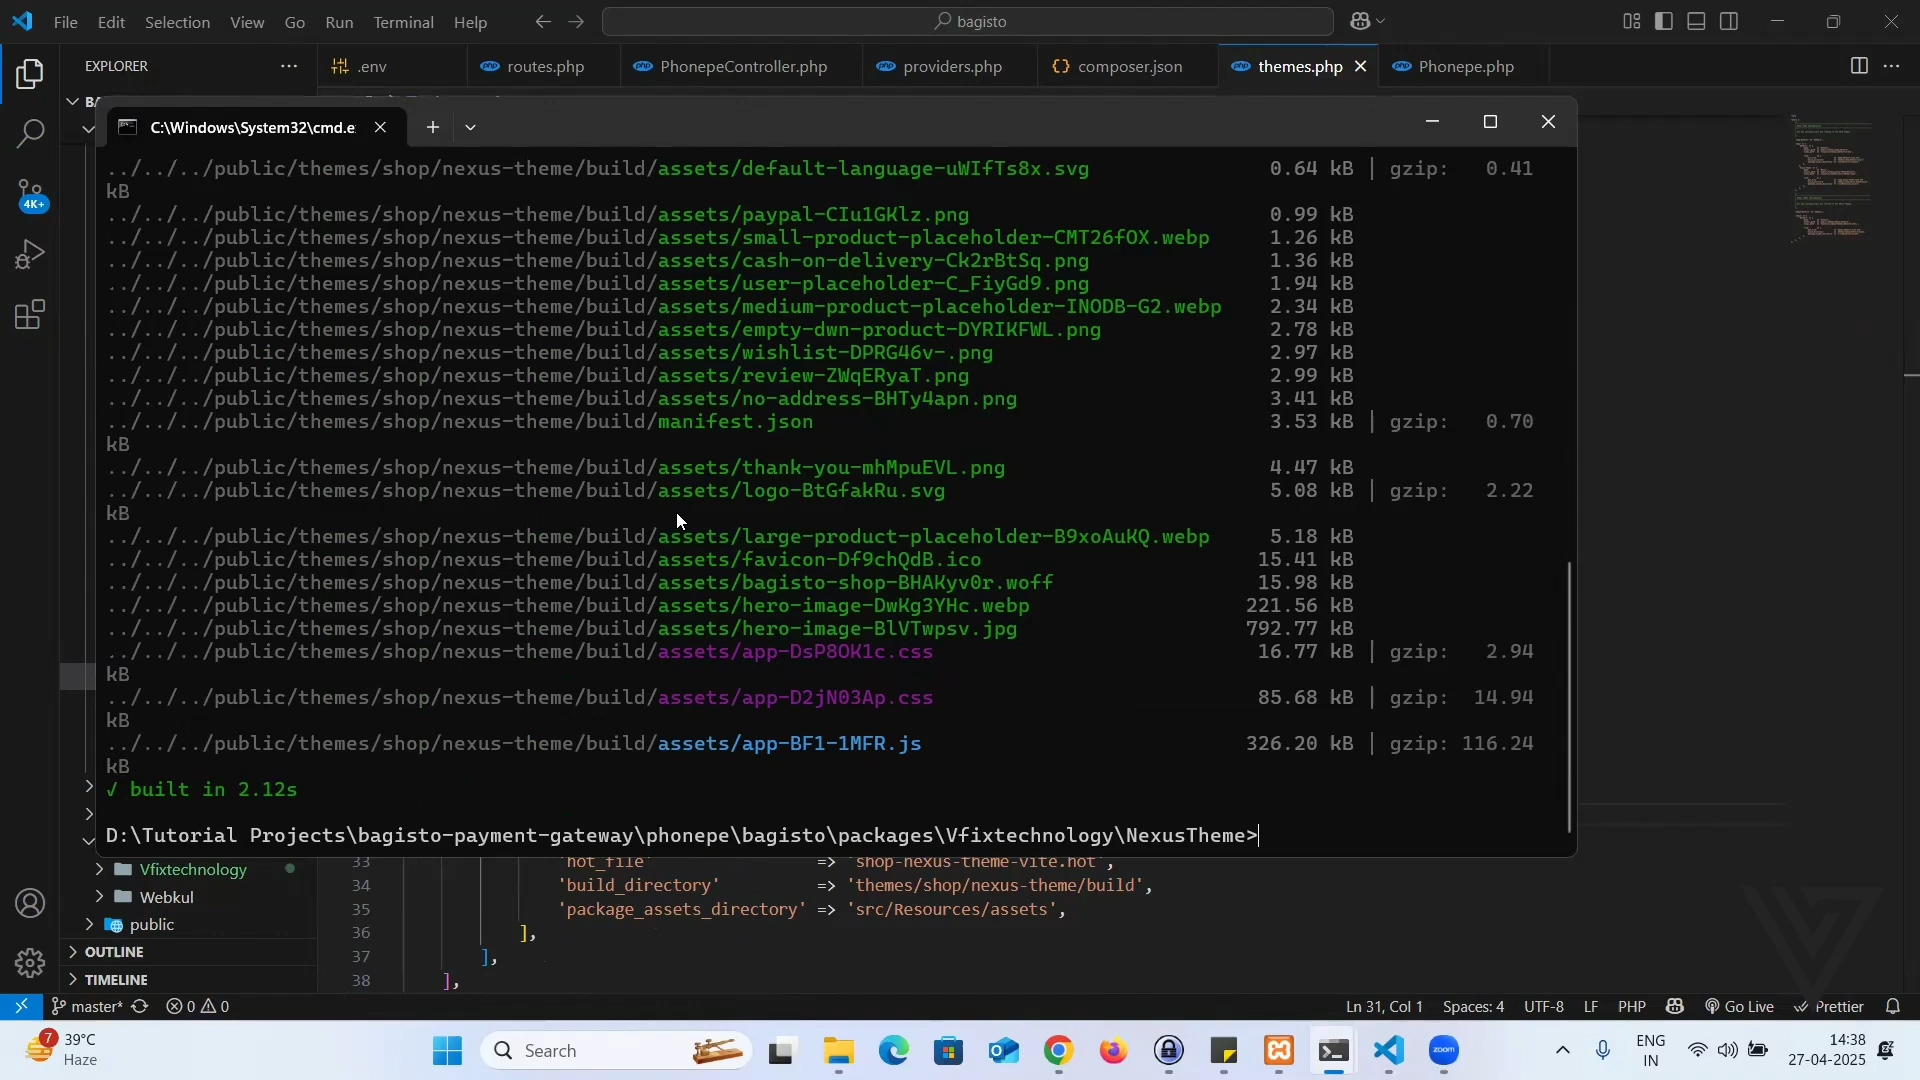 File Edit Selection View Go Run Terminal Help
bagisto
EXPLORER
.env
routes.php
PhonepeController.php
providers.php
composer.json
themes.php
Phonepe.php
C:\Windows\System32\cmd.e
../../../public/themes/shop/nexus-theme/build/assets/default-language-uWIfTs8x.svg 0.64 kB │ gzip: 0.41
kB
../../../public/themes/shop/nexus-theme/build/assets/paypal-CIu1GKlz.png 0.99 kB
../../../public/themes/shop/nexus-theme/build/assets/small-product-placeholder-CMT26fOX.webp 1.26 kB
../../../public/themes/shop/nexus-theme/build/assets/cash-on-delivery-Ck2rBtSq.png 1.36 kB
../../../public/themes/shop/nexus-theme/build/assets/user-placeholder-C_FiyGd9.png 1.94 kB
../../../public/themes/shop/nexus-theme/build/assets/medium-product-placeholder-INODB-G2.webp 2.34 kB
../../../public/themes/shop/nexus-theme/build/assets/empty-dwn-product-DYRIKFWL.png 2.78 kB
../../../public/themes/shop/nexus-theme/build/assets/wishlist-DPRG46v-.png 2.97 kB
../../../public/themes/shop/nexus-theme/build/assets/review-ZWqERyaT.png 2.99 kB
../../../public/themes/shop/nexus-theme/build/assets/no-address-BHTy4apn.png 3.41 kB
../../../public/themes/shop/nexus-theme/build/manifest.json 3.53 kB │ gzip: 0.70
kB
../../../public/themes/shop/nexus-theme/build/assets/thank-you-mhMpuEVL.png 4.47 kB
../../../public/themes/shop/nexus-theme/build/assets/logo-BtGfakRu.svg 5.08 kB │ gzip: 2.22
kB
../../../public/themes/shop/nexus-theme/build/assets/large-product-placeholder-B9xoAuKQ.webp 5.18 kB
../../../public/themes/shop/nexus-theme/build/assets/favicon-Df9chQdB.ico 15.41 kB
../../../public/themes/shop/nexus-theme/build/assets/bagisto-shop-BHAKyv0r.woff 15.98 kB
../../../public/themes/shop/nexus-theme/build/assets/hero-image-DwKg3YHc.webp 221.56 kB
../../../public/themes/shop/nexus-theme/build/assets/hero-image-BlVTwpsv.jpg 792.77 kB
../../../public/themes/shop/nexus-theme/build/assets/app-DsP8OK1c.css 16.77 kB │ gzip: 2.94
kB
../../../public/themes/shop/nexus-theme/build/assets/app-D2jN03Ap.css 85.68 kB │ gzip: 14.94
kB
../../../public/themes/shop/nexus-theme/build/assets/app-BF1-1MFR.js 326.20 kB │ gzip: 116.24
kB
√ built in 2.12s
D:\Tutorial Projects\bagisto-payment-gateway\phonepe\bagisto\packages\Vfixtechnology\NexusTheme>
4K+
Vfixtechnology
Webkul
public
OUTLINE
TIMELINE
33 'hot_file' => 'shop-nexus-theme-vite.hot',
34 'build_directory' => 'themes/shop/nexus-theme/build',
35 'package_assets_directory' => 'src/Resources/assets',
36 ],
37 ],
38 ],
master* 0 0
Ln 31, Col 1 Spaces: 4 UTF-8 LF PHP Go Live Prettier
7 39°C
Haze
Search
zoom
ENG
IN
14:38
27-04-2025